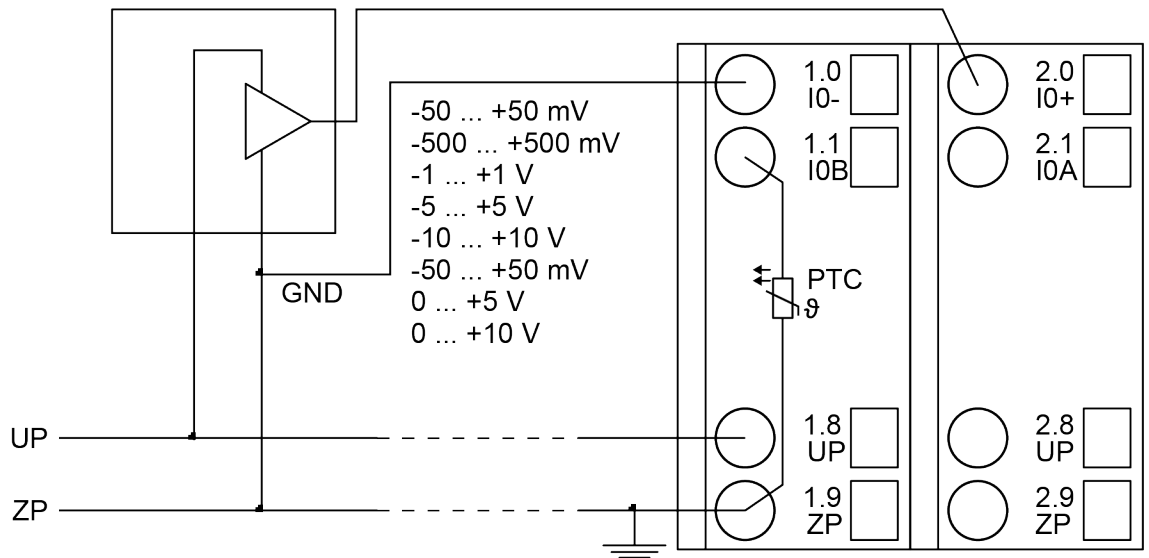 1.0
I0-
2.0
I0+
-50 ... +50 mV
-500 ... +500 mV
-1 ... +1 V
-5 ... +5 V
-10 ... +10 V
-50 ... +50 mV
0 ... +5 V
0 ... +10 V
1.1
I0B
2.1
I0A
GND
PTC
ϑ
UP
1.8
UP
2.8
UP
ZP
1.9
ZP
2.9
ZP